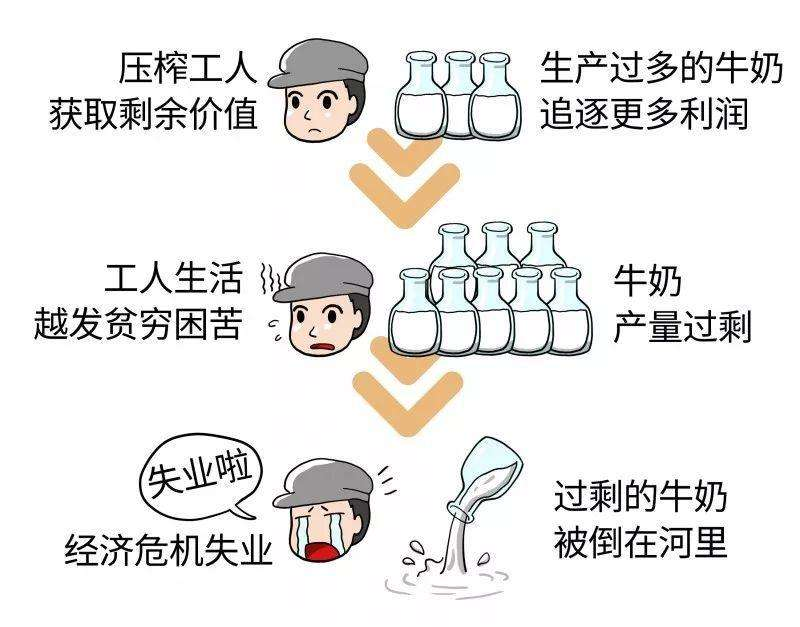 压榨工人
获取剩余价值
生产过多的牛奶
追逐更多利润
工人生活
越发贫穷困苦
牛奶
产量过剩
失业啦
经济危机失业
过剩的牛奶
被倒在河里